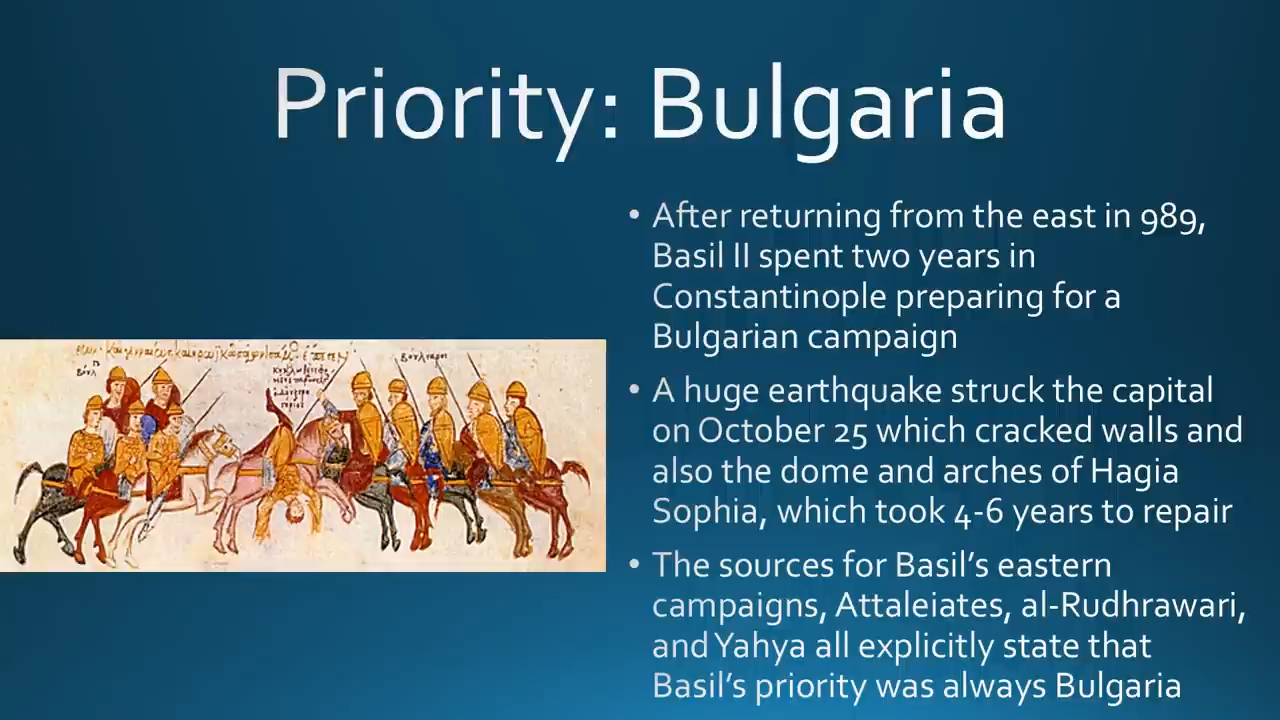 Priority: Bulgaria
• After returning from the east in 989,
Basil II spent two years in
Constantinople preparing for a
Bulgarian campaign
• A huge earthquake struck the capital
on October 25 which cracked walls and
also the dome and arches of Hagia
Sophia, which took 4-6 years to repair
• The sources for Basil's eastern
campaigns, Attaleiates, al-Rudhrawari,
and Yahya all explicitly state that
Basil's priority was always Bulgaria